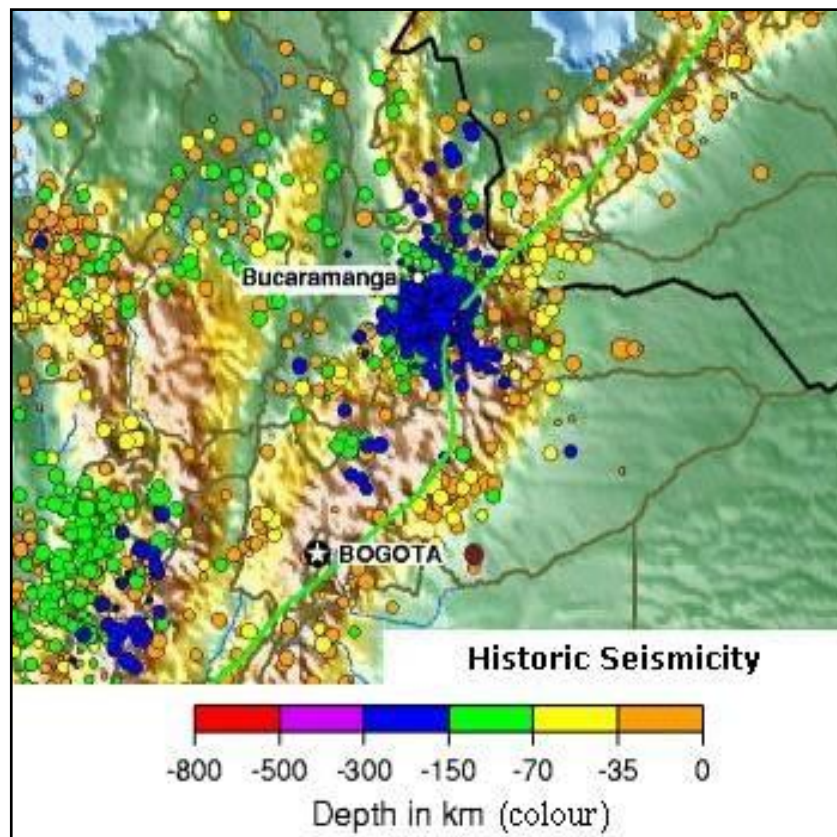 Bucaramanga
BOGOTA
Historic Seismicity
-800 -500 -300 -150 -70 -35 0
Depth in km (colour)